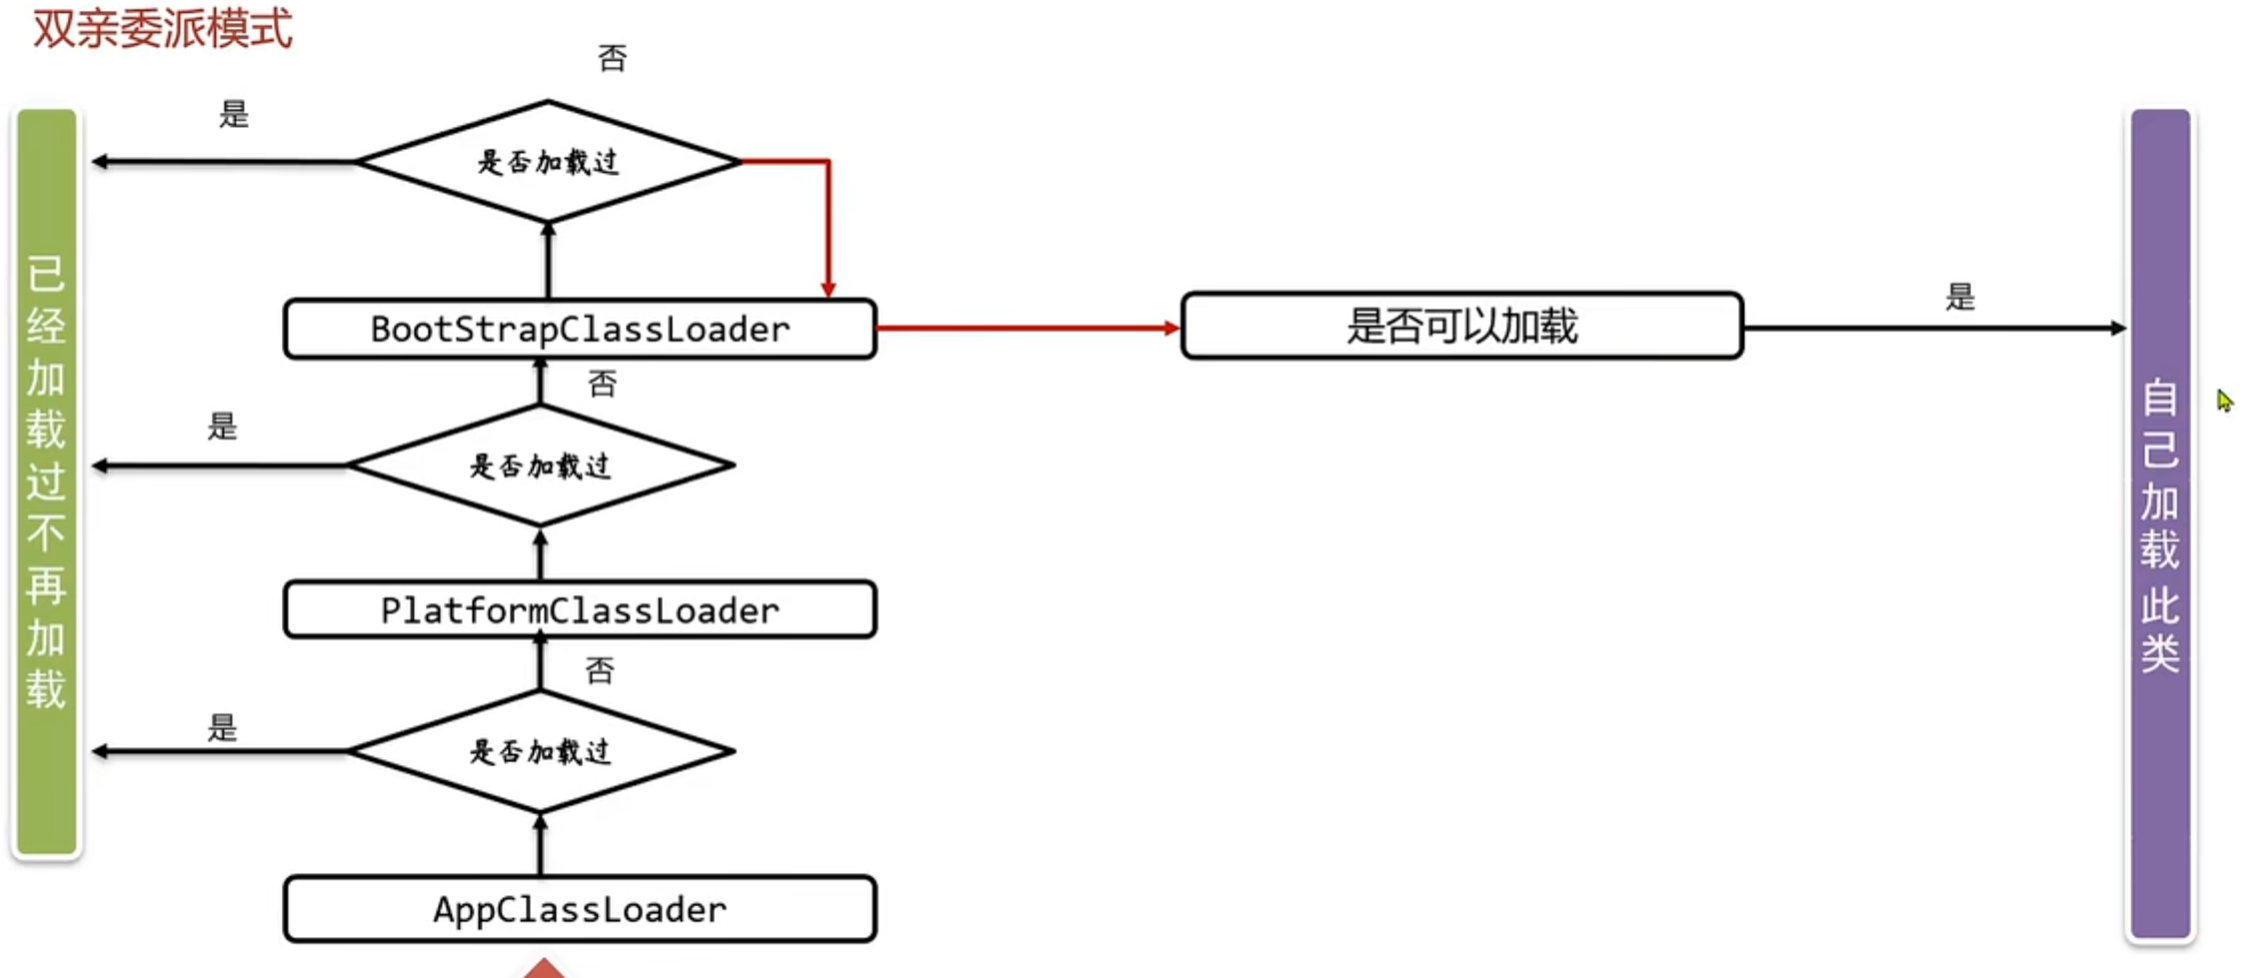 双亲委派模式
否
是
是否加载过
BootStrapClassLoader
是否可以加载
是
否
是
是否加载过
PlatformClassLoader
否
是
是否加载过
AppClassLoader
已经加载过不再加载
自己加载此类